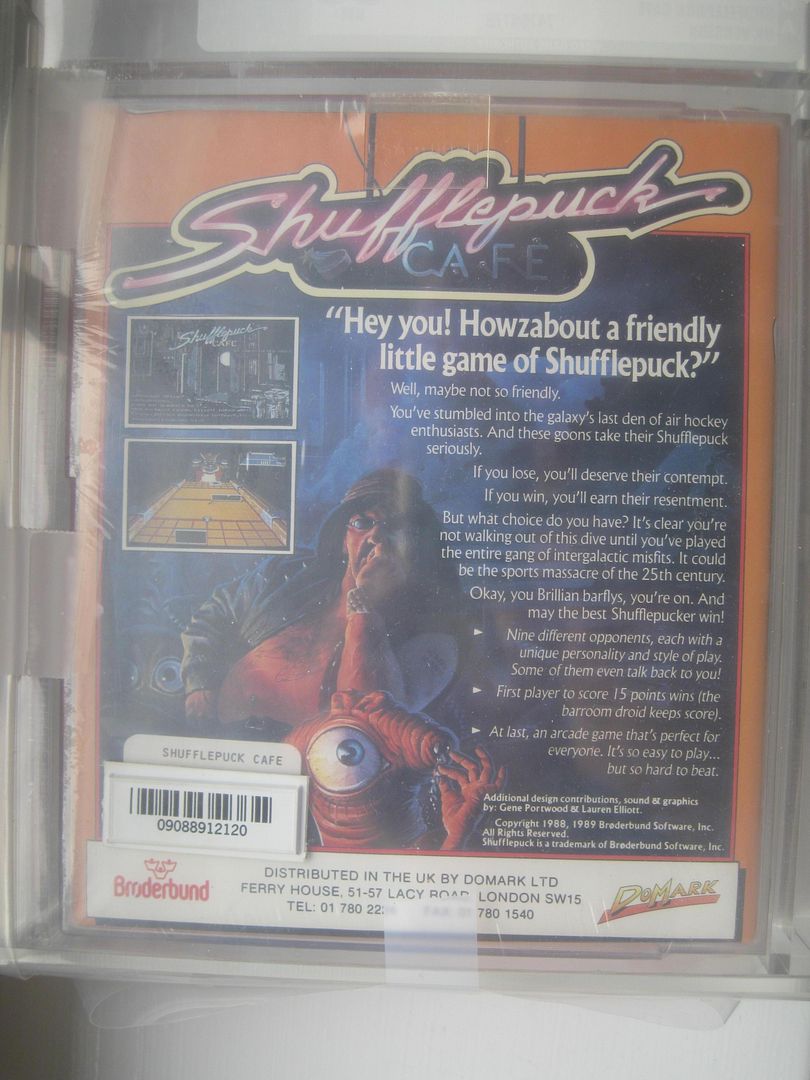 Shufflepuck
CAFE
Shufflepuck
CAFE
"Hey you! Howzabout a friendly
little game of Shufflepuck?"
Well, maybe not so friendly.
You've stumbled into the galaxy's last den of air hockey
enthusiasts. And these goons take their Shufflepuck
seriously.
If you lose, you'll deserve their contempt.
If you win, you'll earn their resentment.
But what choice do you have? It's clear you're
not walking out of this dive until you've played
the entire gang of intergalactic misfits. It could
be the sports massacre of the 25th century.
Okay, you Brillian barflys, you're on. And
may the best Shufflepucker win!
► Nine different opponents, each with a
unique personality and style of play.
Some of them even talk back to you!
► First player to score 15 points wins (the
barroom droid keeps score).
► At last, an arcade game that's perfect for
everyone. It's so easy to play...
but so hard to beat.
Additional design contributions, sound & graphics
by: Gene Portwood & Lauren Elliott.
Copyright 1988, 1989 Brøderbund Software, Inc.
All Rights Reserved.
Shufflepuck is a trademark of Brøderbund Software, Inc.
SHUFFLEPUCK CAFE
09088912120
Brøderbund
DISTRIBUTED IN THE UK BY DOMARK LTD
FERRY HOUSE, 51-57 LACY ROAD, LONDON SW15
TEL: 01 780 FAX 01 780 1540
DOMARK